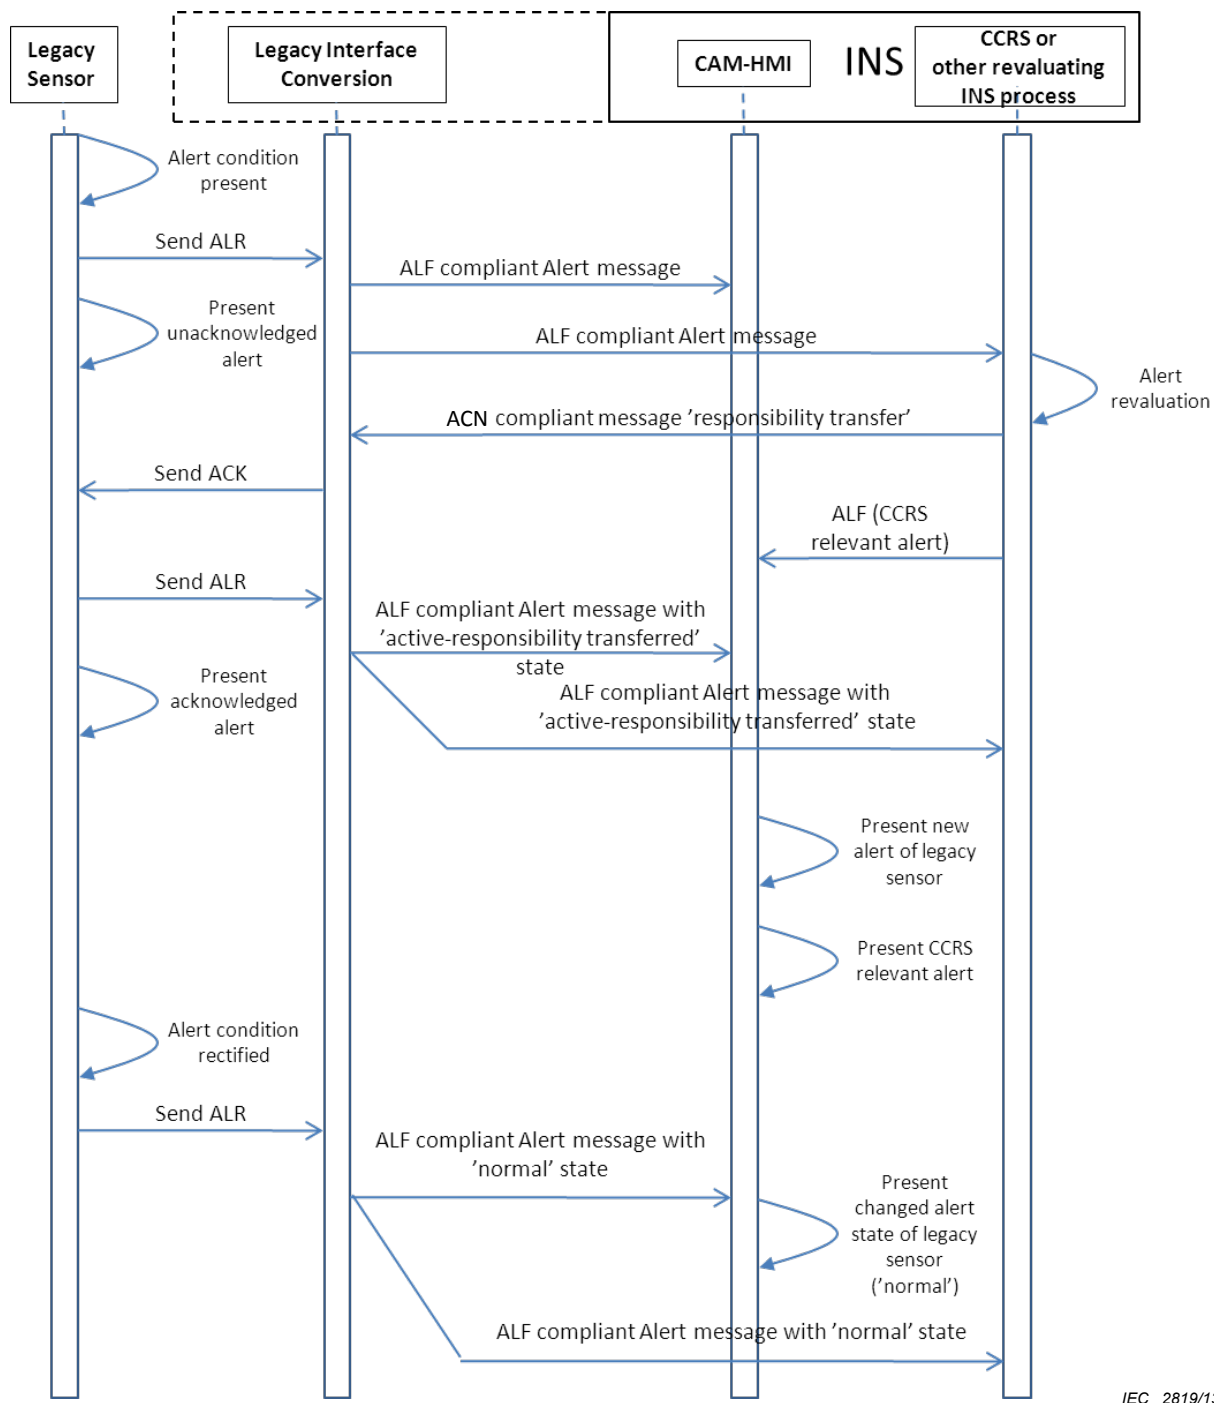 Legacy
Sensor
Legacy Interface
Conversion
CAM-HMI
INS
CCRS or
other revaluating
INS process
Alert condition
present
Send ALR
ALF compliant Alert message
Present
unacknowledged
alert
ALF compliant Alert message
Alert
revaluation
ACN compliant message ’responsibility transfer’
Send ACK
ALF (CCRS
relevant alert)
Send ALR
ALF compliant Alert message with
’active-responsibility transferred’
state
Present
acknowledged
alert
ALF compliant Alert message with
’active-responsibility transferred’ state
Present new
alert of legacy
sensor
Present CCRS
relevant alert
Alert condition
rectified
Send ALR
ALF compliant Alert message with
’normal’ state
Present
changed alert
state of legacy
sensor
(’normal’)
ALF compliant Alert message with ’normal’ state
IEC 2819/13